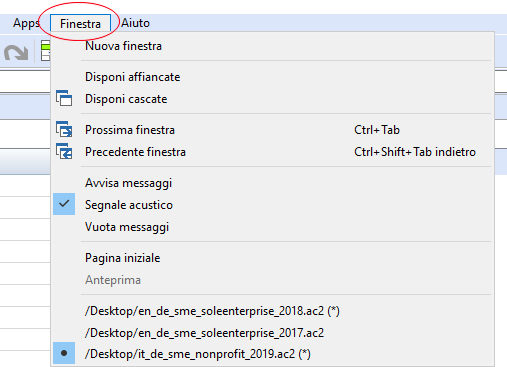 Apps Finestra Aiuto
Nuova finestra
Disponi affiancate
Disponi cascate
Prossima finestra Ctrl+Tab
Precedente finestra Ctrl+Shift+Tab indietro
Avvisa messaggi
Segnale acustico
Vuota messaggi
Pagina iniziale
Anteprima
/Desktop/en_de_sme_soleenterprise_2018.ac2 (*)
/Desktop/en_de_sme_soleenterprise_2017.ac2
/Desktop/it_de_sme_nonprofit_2019.ac2 (*)